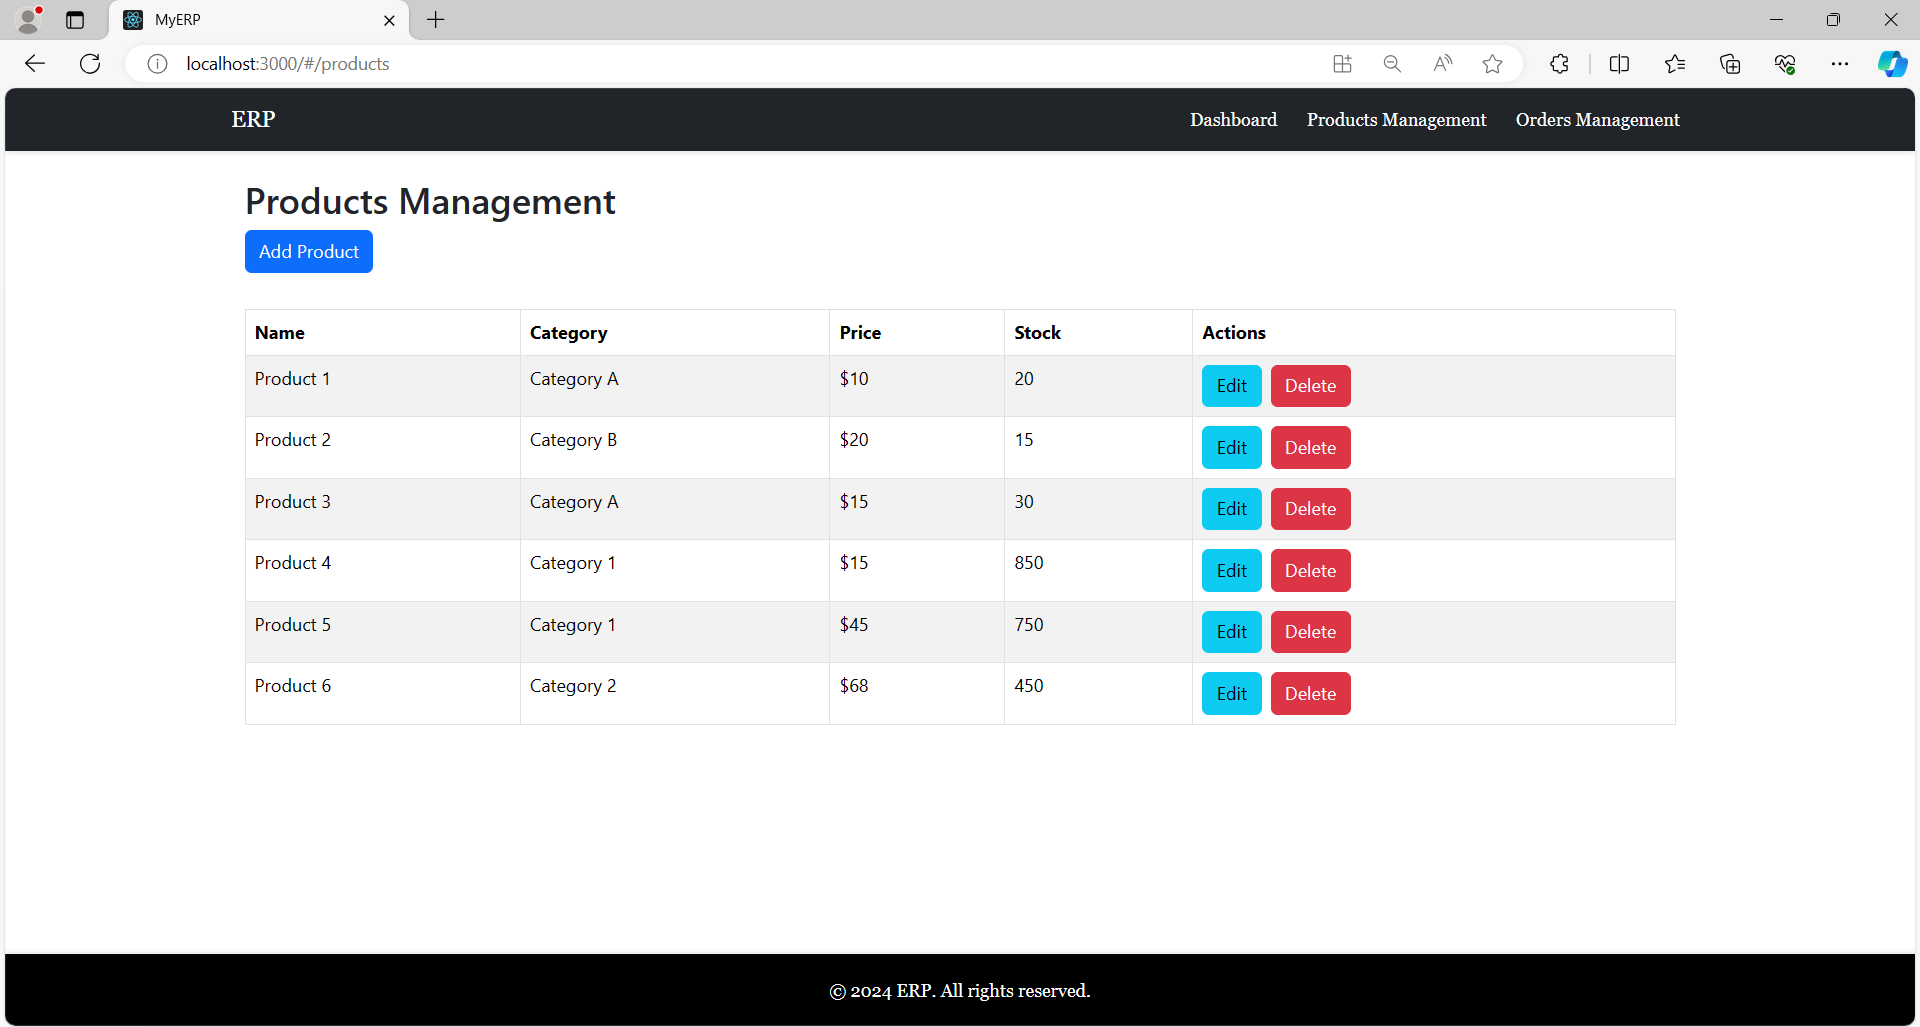 MyERP
localhost:3000/#/products
ERP Dashboard Products Management Orders Management
Products Management
Add Product
Name Category Price Stock Actions
Product 1 Category A $10 20 Edit Delete
Product 2 Category B $20 15 Edit Delete
Product 3 Category A $15 30 Edit Delete
Product 4 Category 1 $15 850 Edit Delete
Product 5 Category 1 $45 750 Edit Delete
Product 6 Category 2 $68 450 Edit Delete
© 2024 ERP. All rights reserved.